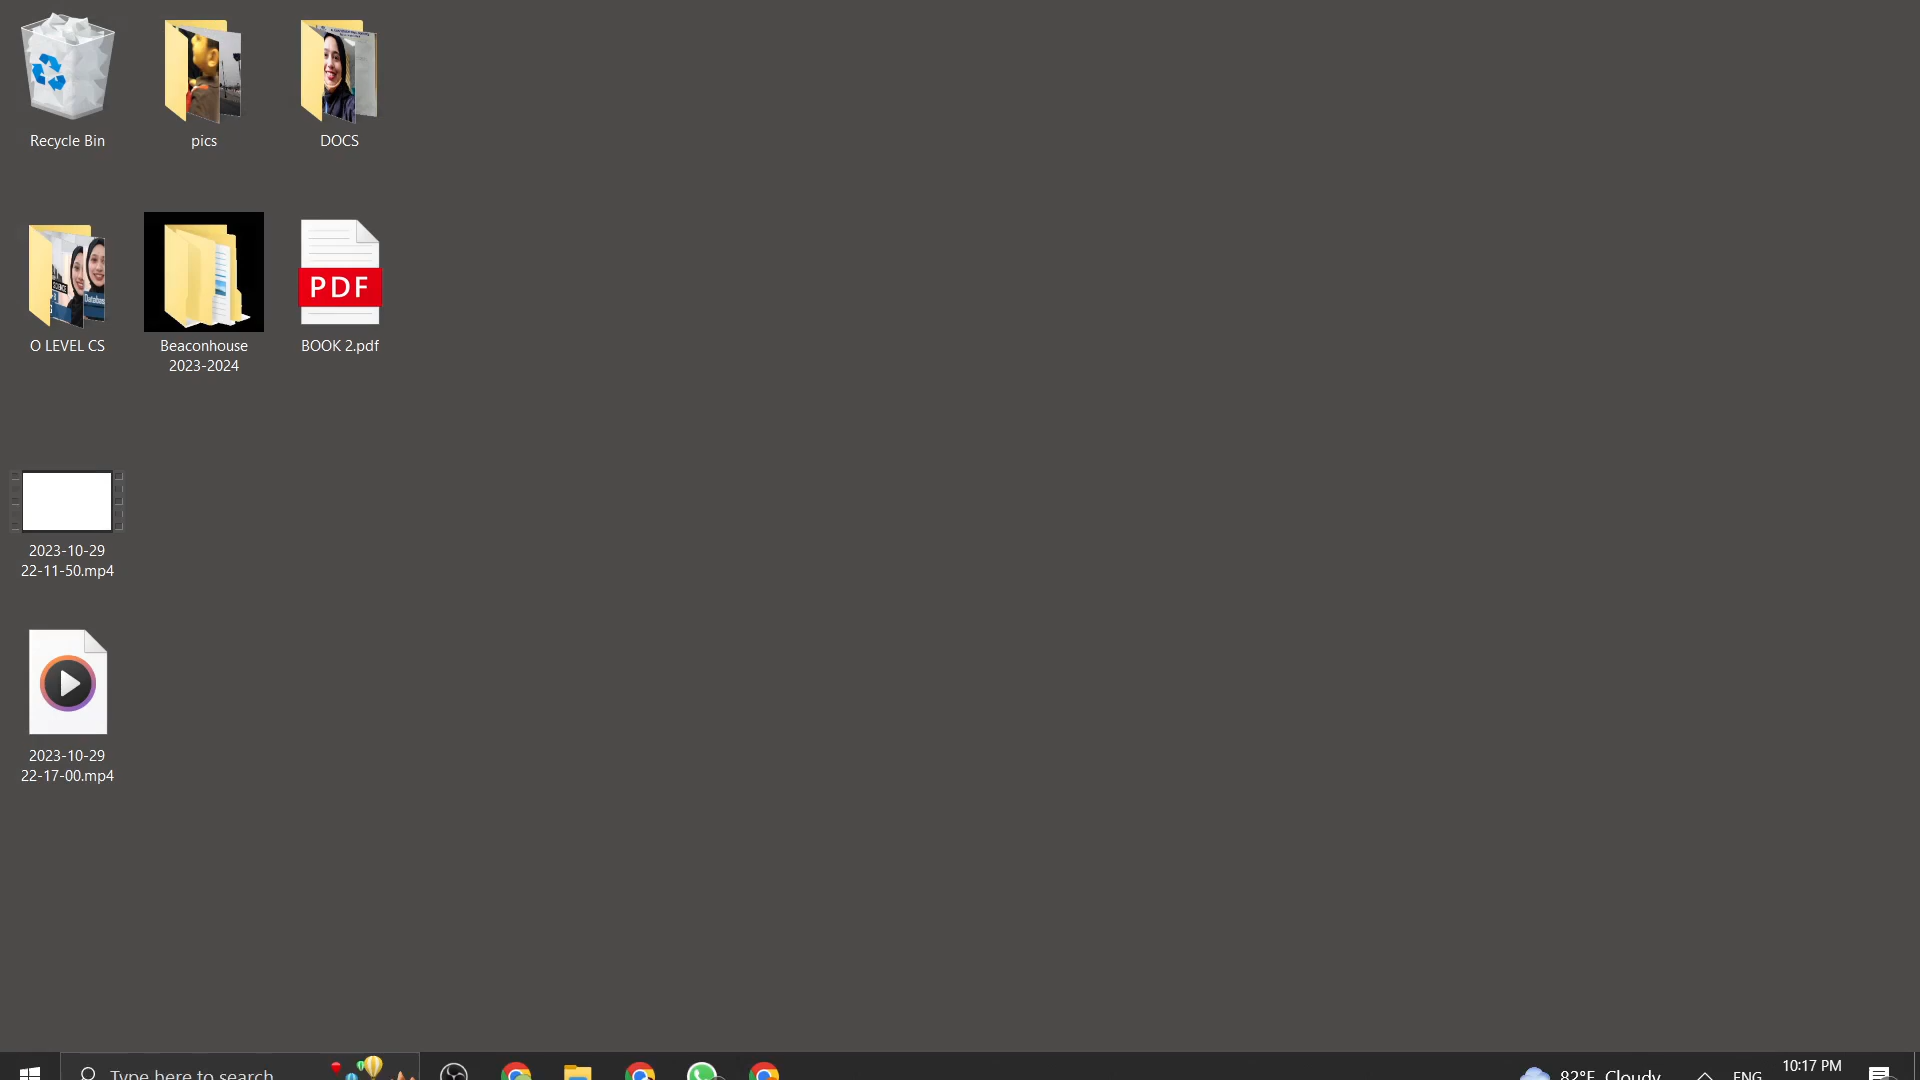 Recycle Bin
pics
DOCS
O LEVEL CS
Beaconhouse
2023-2024
PDF
BOOK 2.pdf
2023-10-29
22-11-50.mp4
2023-10-29
22-17-00.mp4
Type here to search
82°F Cloudy
ENG
10:17 PM